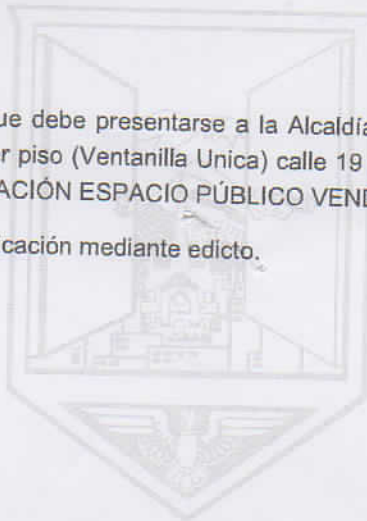 ue debe presentarse a la Alcaldía
r piso (Ventanilla Unica) calle 19
ACIÓN ESPACIO PÚBLICO VEND
cación mediante edicto.